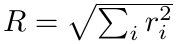 $R = \sqrt{\sum_i r_i^2}$